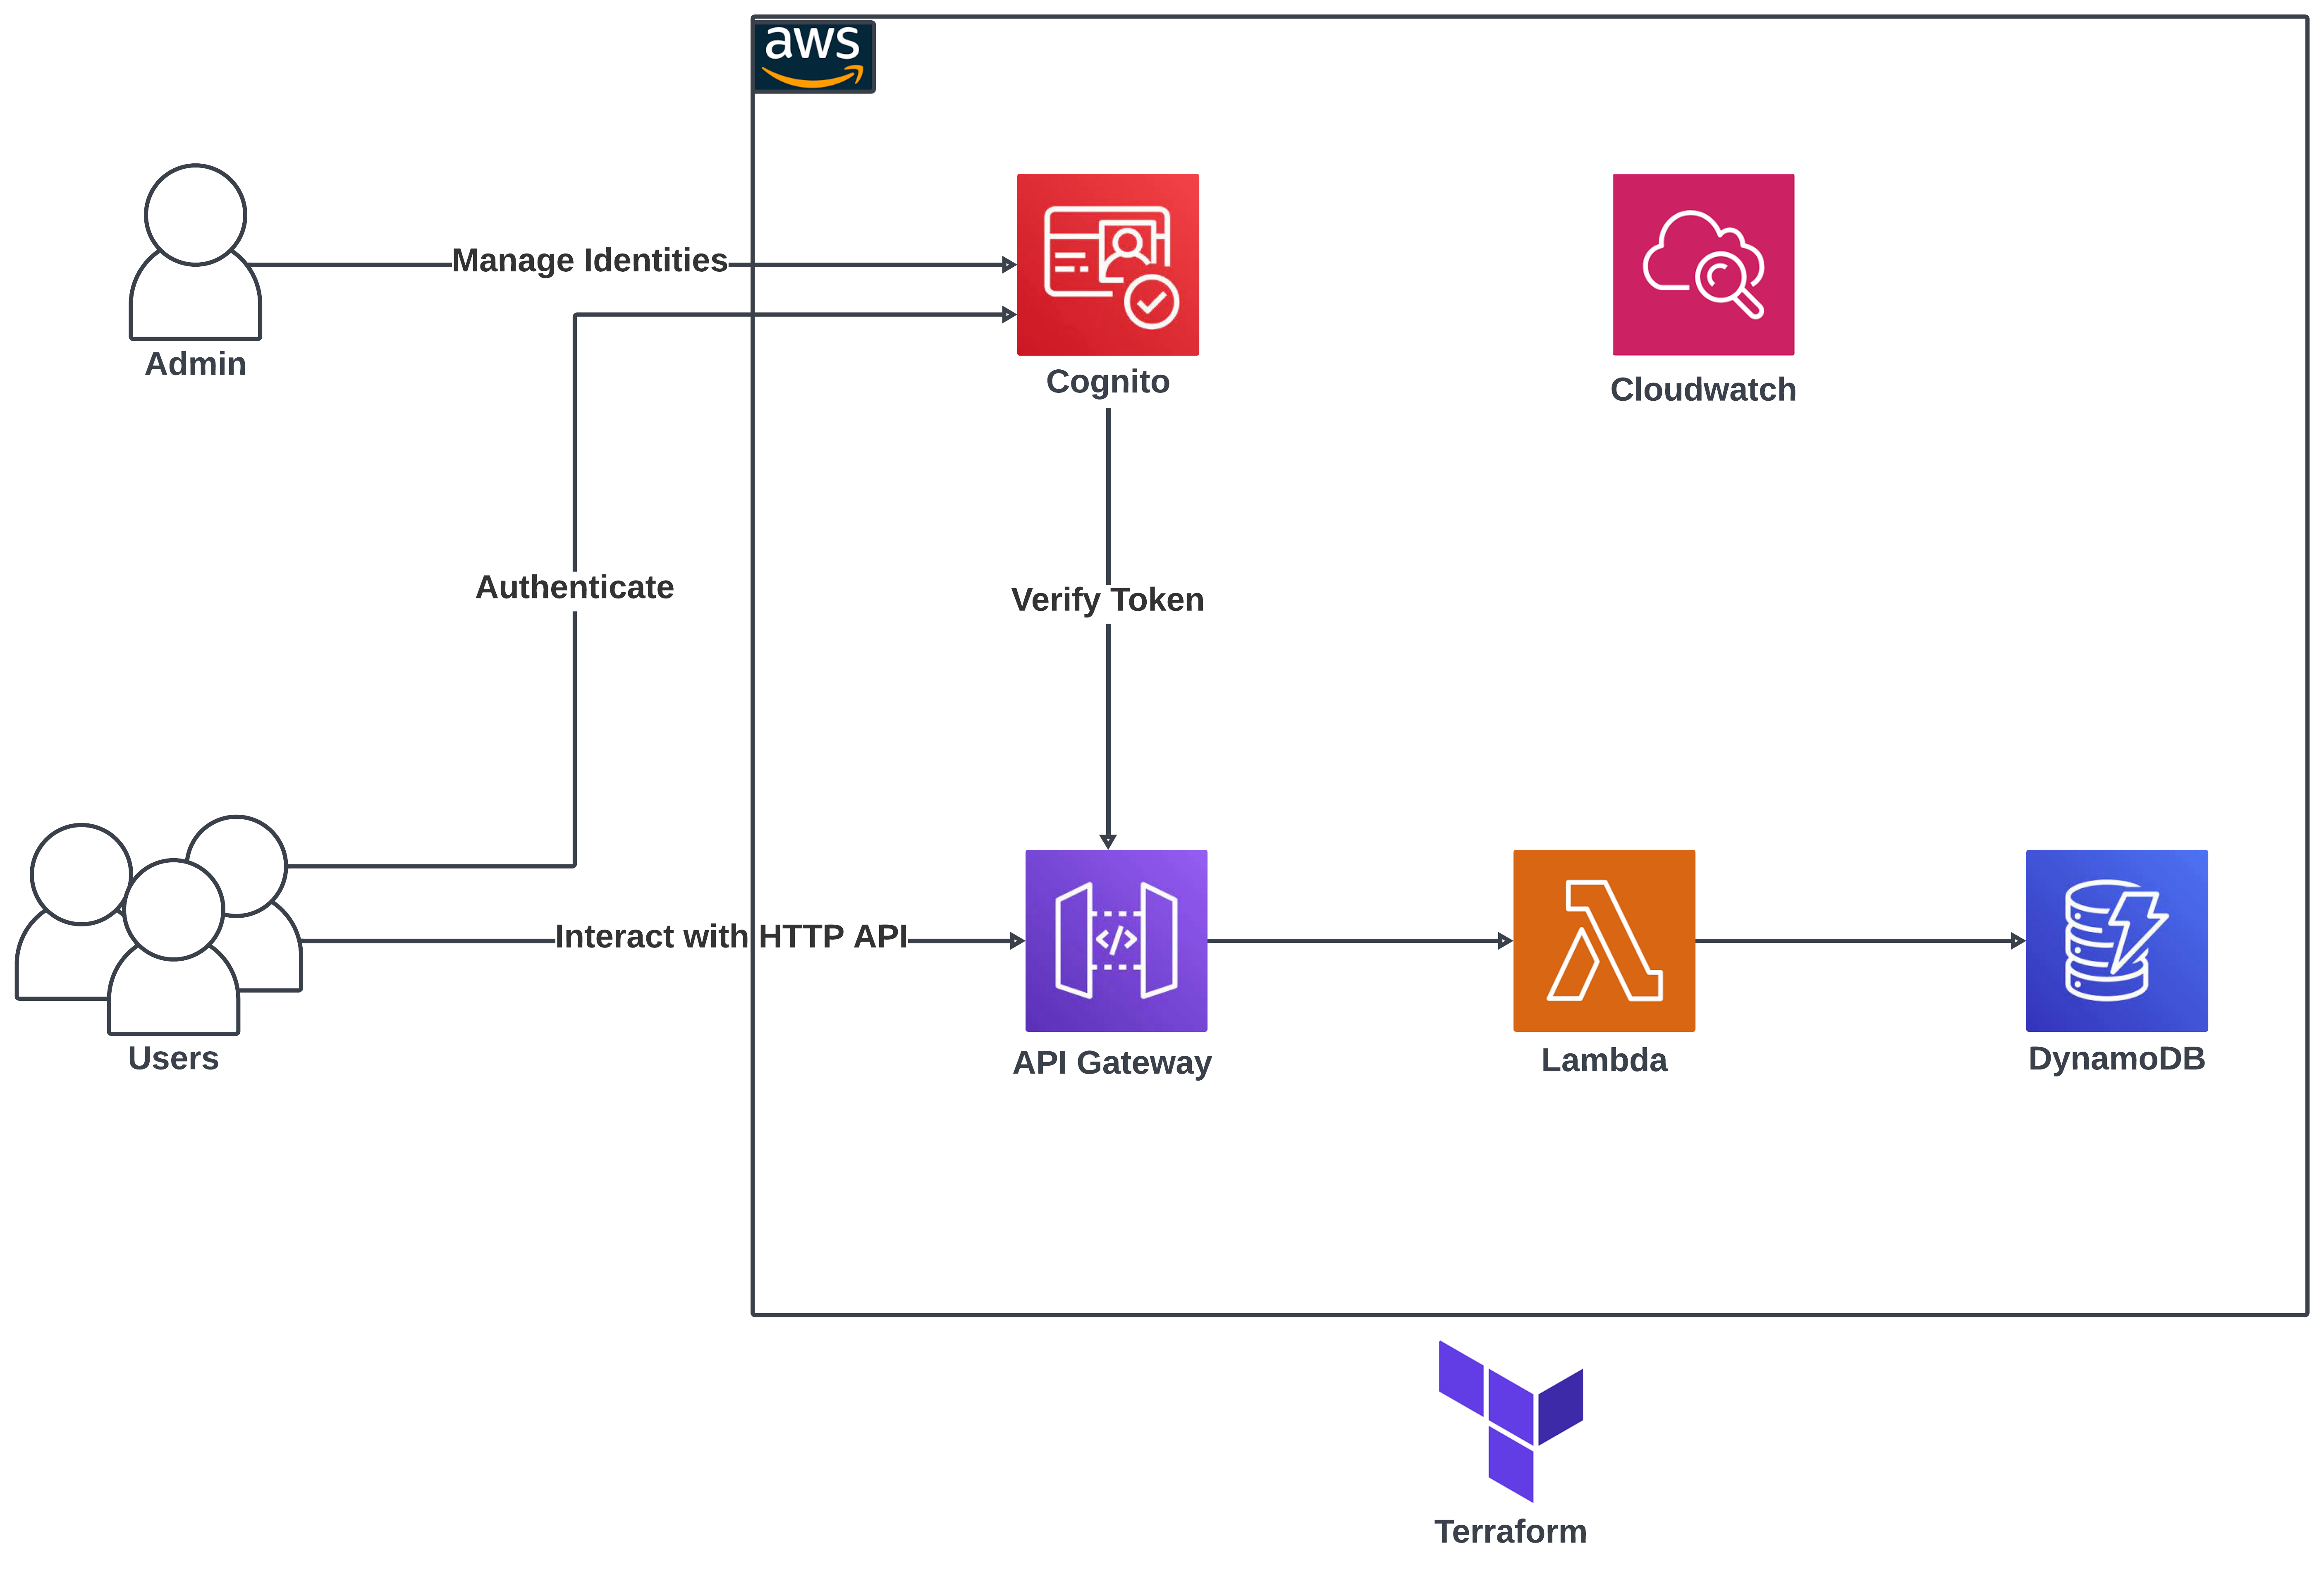 aws
Manage Identities
Admin
Cognito
Cloudwatch
Authenticate
Verify Token
Interact with HTTP API
Users
API Gateway
Lambda
DynamoDB
Terraform